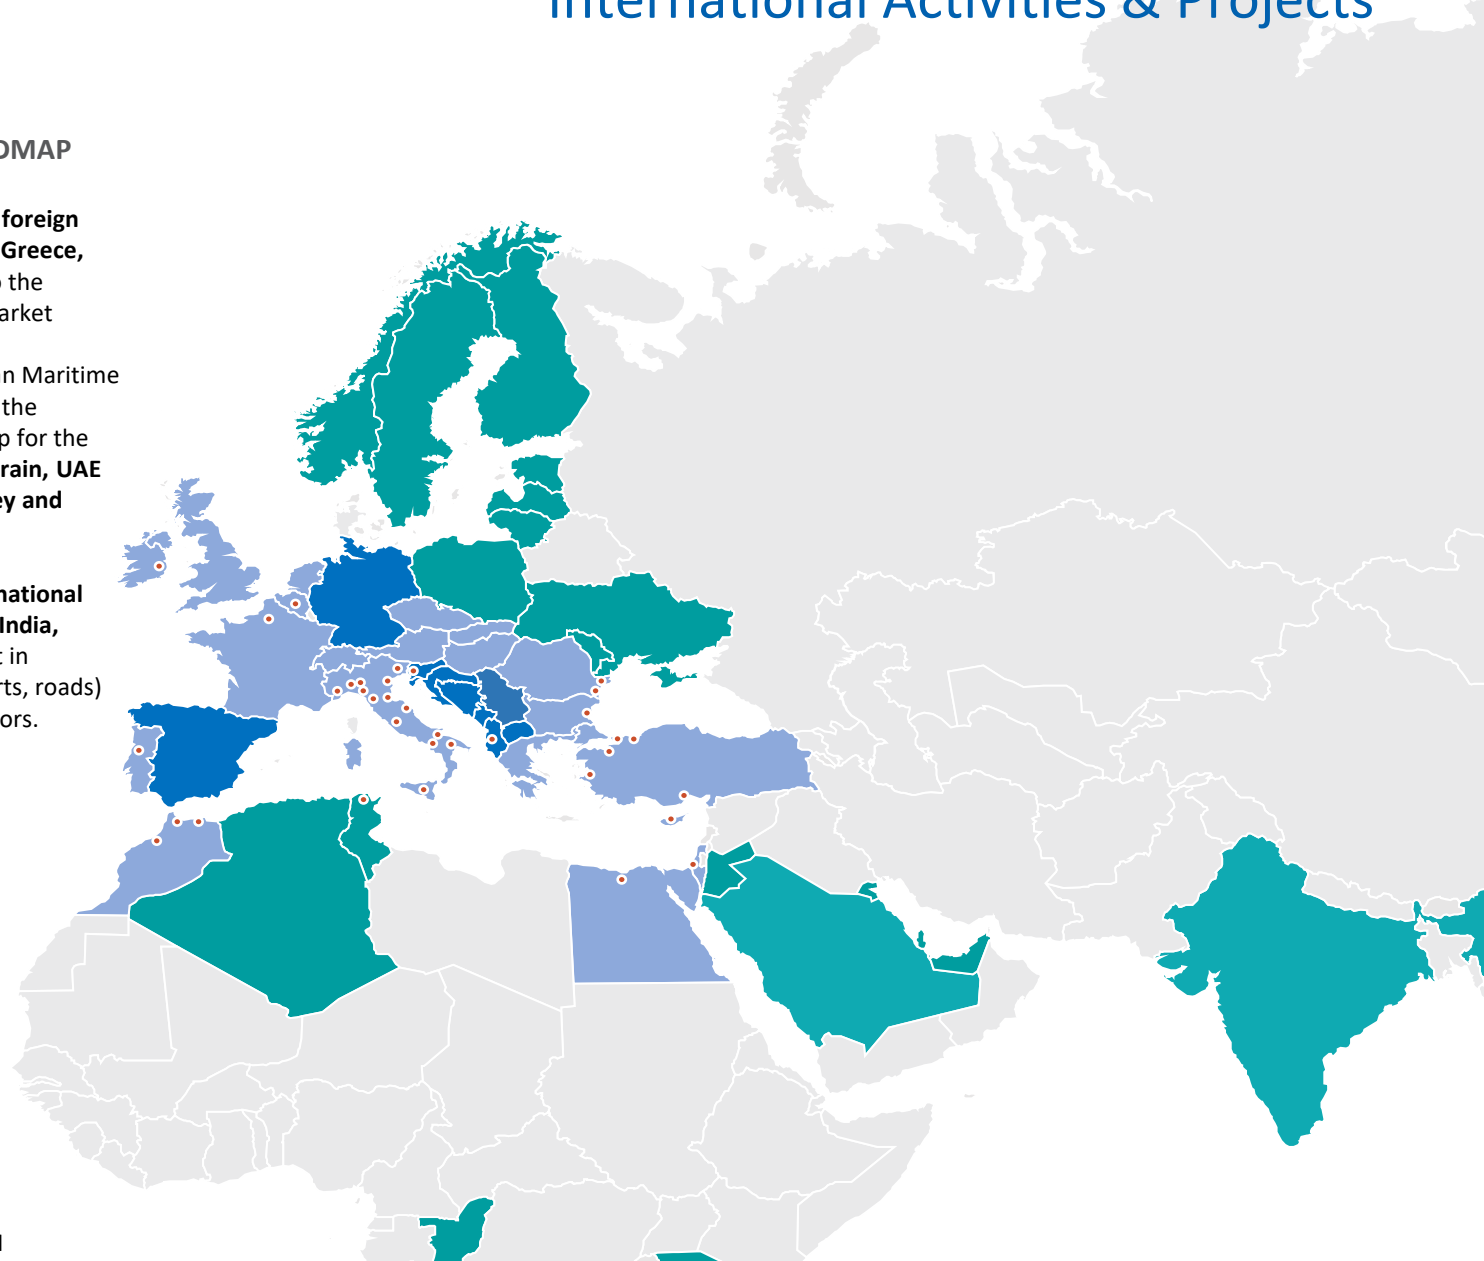 International Activities & Projects
DMAP
foreign
Greece,
the
arket
n Maritime
the
p for the
rain, UAE
ey and
national
India,
t in
rts, roads)
ors.